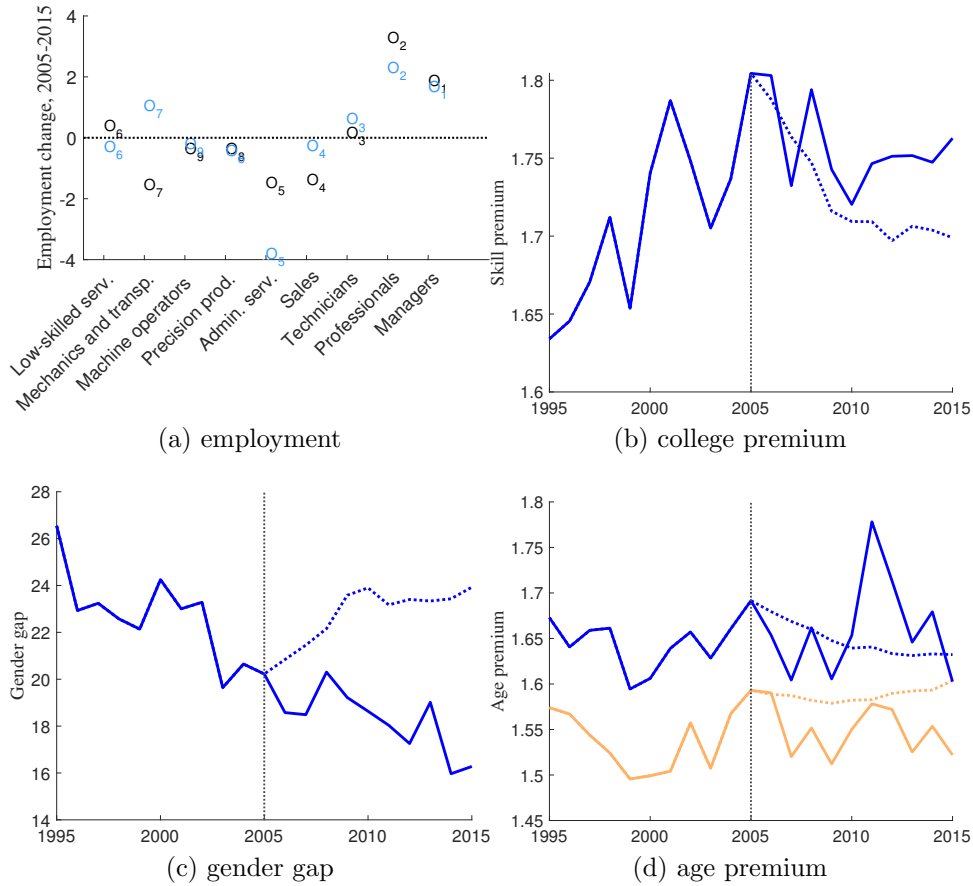 Employment change, 2005-2015
4
2
0
-2
-4
O6
O6
O7
O7
O9
O9
O8
O8
O5
O5
O4
O4
O3
O3
O2
O2
O1
O1
Low-skilled serv.
Mechanics and transp.
Machine operators
Precision prod.
Admin. serv.
Sales
Technicians
Professionals
Managers
(a) employment
Skill premium
1.8
1.75
1.7
1.65
1.6
1995 2000 2005 2010 2015
(b) college premium
Gender gap
28
26
24
22
20
18
16
14
1995 2000 2005 2010 2015
(c) gender gap
Age premium
1.8
1.75
1.7
1.65
1.6
1.55
1.5
1.45
1995 2000 2005 2010 2015
(d) age premium